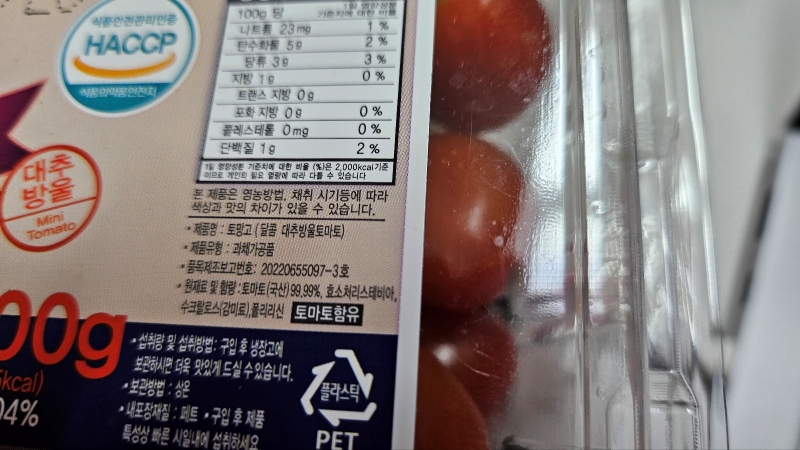 식품안전관리인증
HACCP
식품의약품안전처
100g 당
1일 영양성분
기준치에 대한 비율
나트륨 23mg 1%
탄수화물 5g 2%
당류 3g 3%
지방 1g 0%
트랜스 지방 0g
포화 지방 0g 0%
콜레스테롤 0mg 0%
단백질 1g 2%
1일 영양성분 기준치에 대한 비율 (%)은 2,000kcal기준
이므로 개인의 필요 열량에 따라 다를 수 있습니다
대추
방울
Mini
Tomato
본 제품은 영농방법, 채취 시기등에 따라
색상과 맛의 차이가 있을 수 있습니다.
• 제품명 : 토망고 ( 달콤 대추방울토마토)
• 제품유형 : 과채가공품
• 품목제조보고번호: 20220655097-3호
• 원재료 및 함량:토마토(국산) 99.99%, 효소처리스테비아,
수크랄로스(감미료),폴리리신 토마토함유
00g
kcal)
04%
• 섭취량 및 섭취방법 : 구입 후 냉장고에
보관하시면 더욱 맛있게 드실 수 있습니다.
• 보관방법 : 상온
• 내포장재질 : 페트 • 구입 후 제품
특성상 빠른 시일내에 섭취하세요
플라스틱
PET